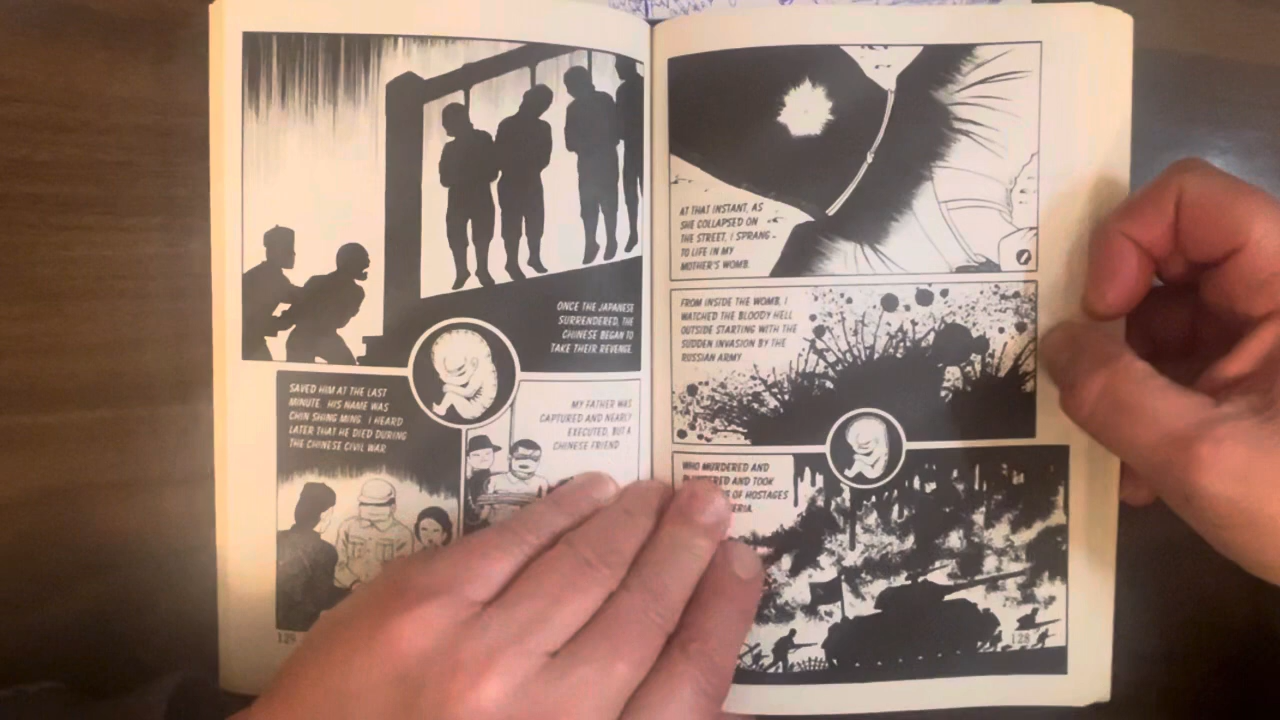 AT THAT INSTANT, AS
SHE COLLAPSED ON
THE STREET, I SPRANG
TO LIFE IN MY
MOTHER'S WOMB.
FROM INSIDE THE WOMB, I
WATCHED THE BLOODY HELL
OUTSIDE STARTING WITH THE
SUDDEN INVASION BY THE
RUSSIAN ARMY
WHO MURDERED AND
AND TOOK
OF HOSTAGES
128
ONCE THE JAPANESE
SURRENDERED, THE
CHINESE BEGAN TO
TAKE THEIR REVENGE.
MY FATHER WAS
CAPTURED AND NEARLY
EXECUTED, BUT A
CHINESE FRIEND
SAVED HIM AT THE LAST
MINUTE. HIS NAME WAS
CHIN SHING MING. I HEARD
LATER THAT HE DIED DURING
THE CHINESE CIVIL WAR.